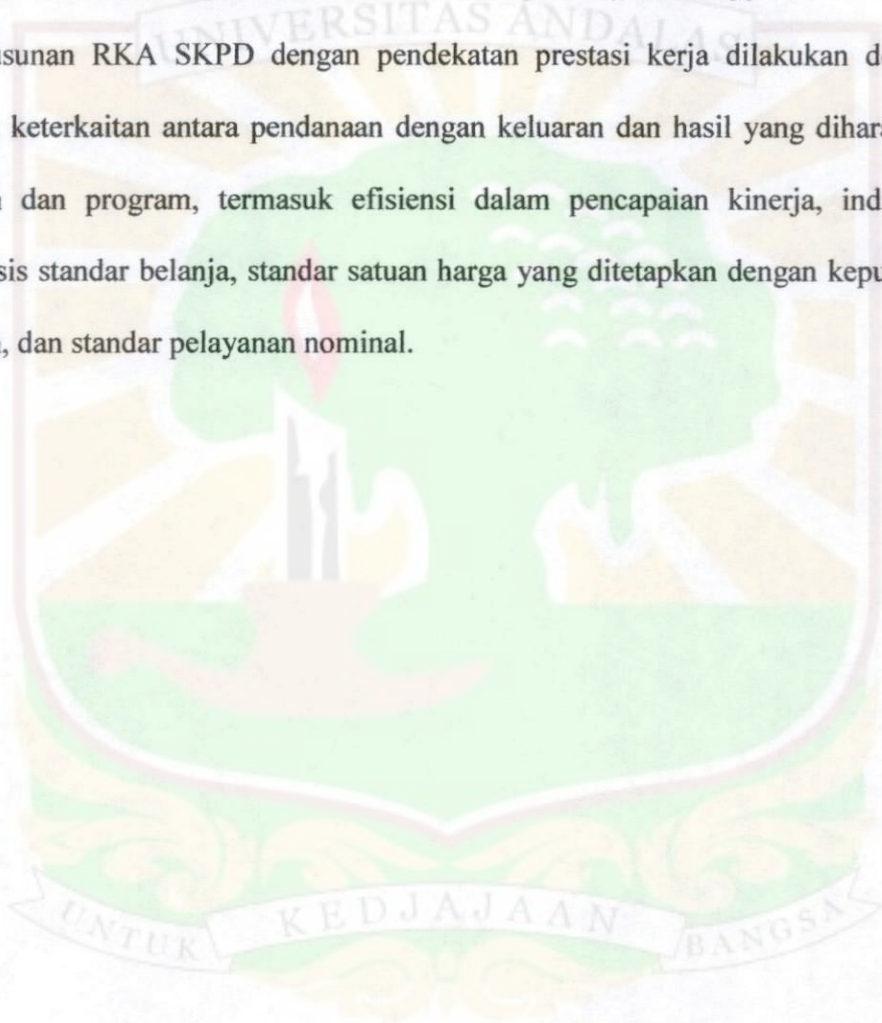 UNIVERSITAS ANDALAS
usunan RKA SKPD dengan pendekatan prestasi kerja dilakukan d
keterkaitan antara pendanaan dengan keluaran dan hasil yang dihara
dan program, termasuk efisiensi dalam pencapaian kinerja, ind
sis standar belanja, standar satuan harga yang ditetapkan dengan kepu
, dan standar pelayanan nominal.
UNTUK KEDJAJAAN BANGSA